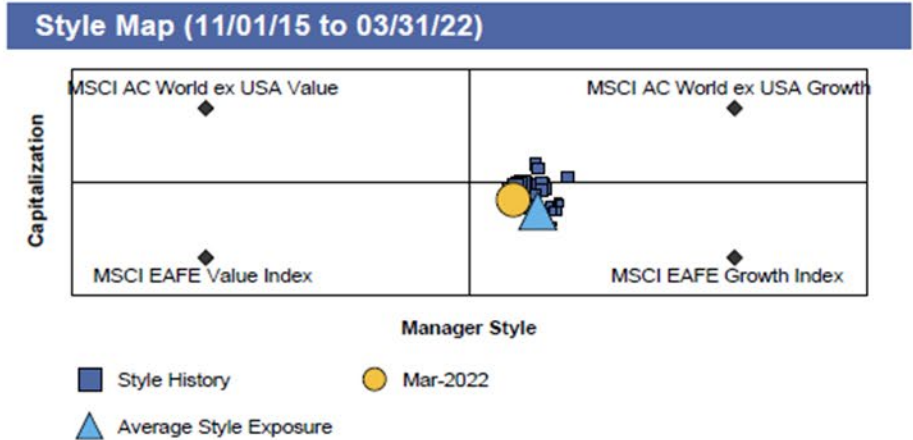 Style Map (11/01/15 to 03/31/22)
MSCI AC World ex USA Value
MSCI AC World ex USA Growth
Capitalization
MSCI EAFE Value Index
MSCI EAFE Growth Index
Manager Style
Style History
Mar-2022
Average Style Exposure